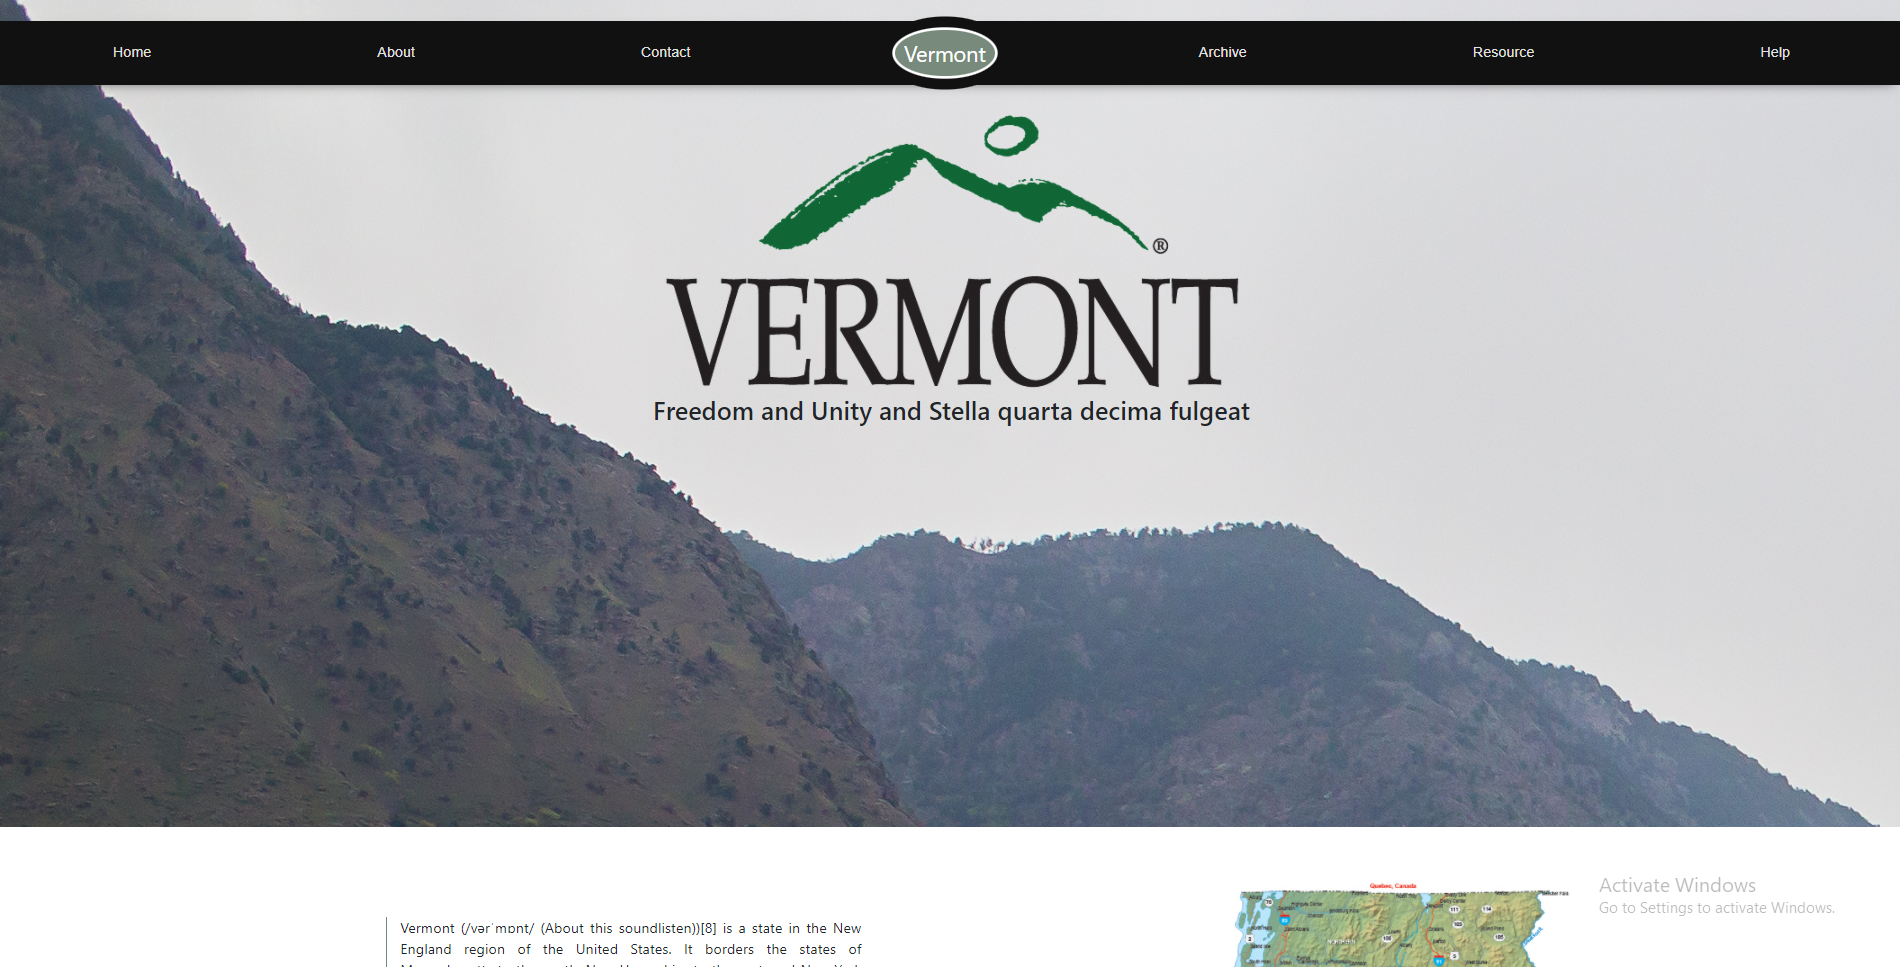 Home About Contact Vermont Archive Resource Help
®
VERMONT
Freedom and Unity and Stella quarta decima fulgeat
Activate Windows
Go to Settings to activate Windows.
Quebec, Canada
Vermont (/vərˈmɒnt/ (About this soundlisten))[8] is a state in the New
England region of the United States. It borders the states of